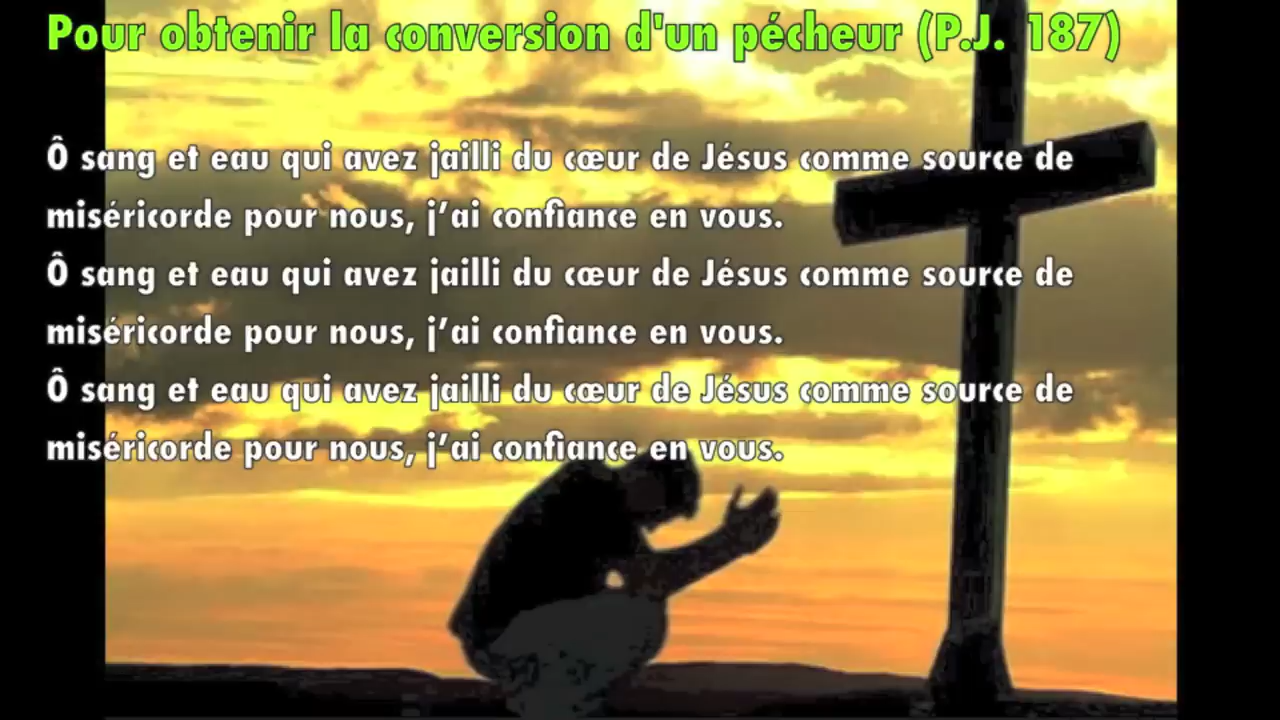 Pour obtenir la conversion d'un pécheur (P.J. 187)
Ô sang et eau qui avez jailli du cœur de Jésus comme source de
miséricorde pour nous, j’ai confiance en vous.
Ô sang et eau qui avez jailli du cœur de Jésus comme source de
miséricorde pour nous, j’ai confiance en vous.
Ô sang et eau qui avez jailli du cœur de Jésus comme source de
miséricorde pour nous, j’ai confiance en vous.